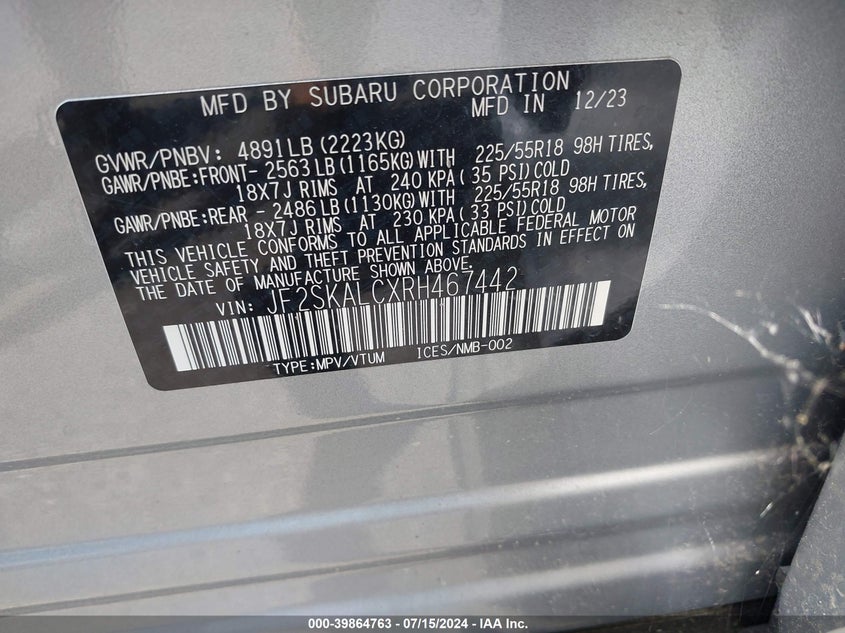 MFD BY SUBARU CORPORATION
MFD IN 12/23
GVWR/PNBV: 4891LB (2223KG)
GAWR/PNBE:FRONT- 2563LB(1165KG)WITH 225/55R18 98H TIRES,
18X7J RIMS AT 240 KPA( 35 PSI)COLD
GAWR/PNBE:REAR - 2486LB(1130KG)WITH 225/55R18 98H TIRES,
18X7J RIMS AT 230 KPA( 33 PSI)COLD
THIS VEHICLE CONFORMS TO ALL APPLICABLE FEDERAL MOTOR
VEHICLE SAFETY AND THEFT PREVENTION STANDARDS IN EFFECT ON
THE DATE OF MANUFACTURE SHOWN ABOVE.
VIN: JF2SKALCXRH467442
TYPE:MPV/VTUM ICES/NMB-002
000-39864763 - 07/15/2024 - IAA Inc.